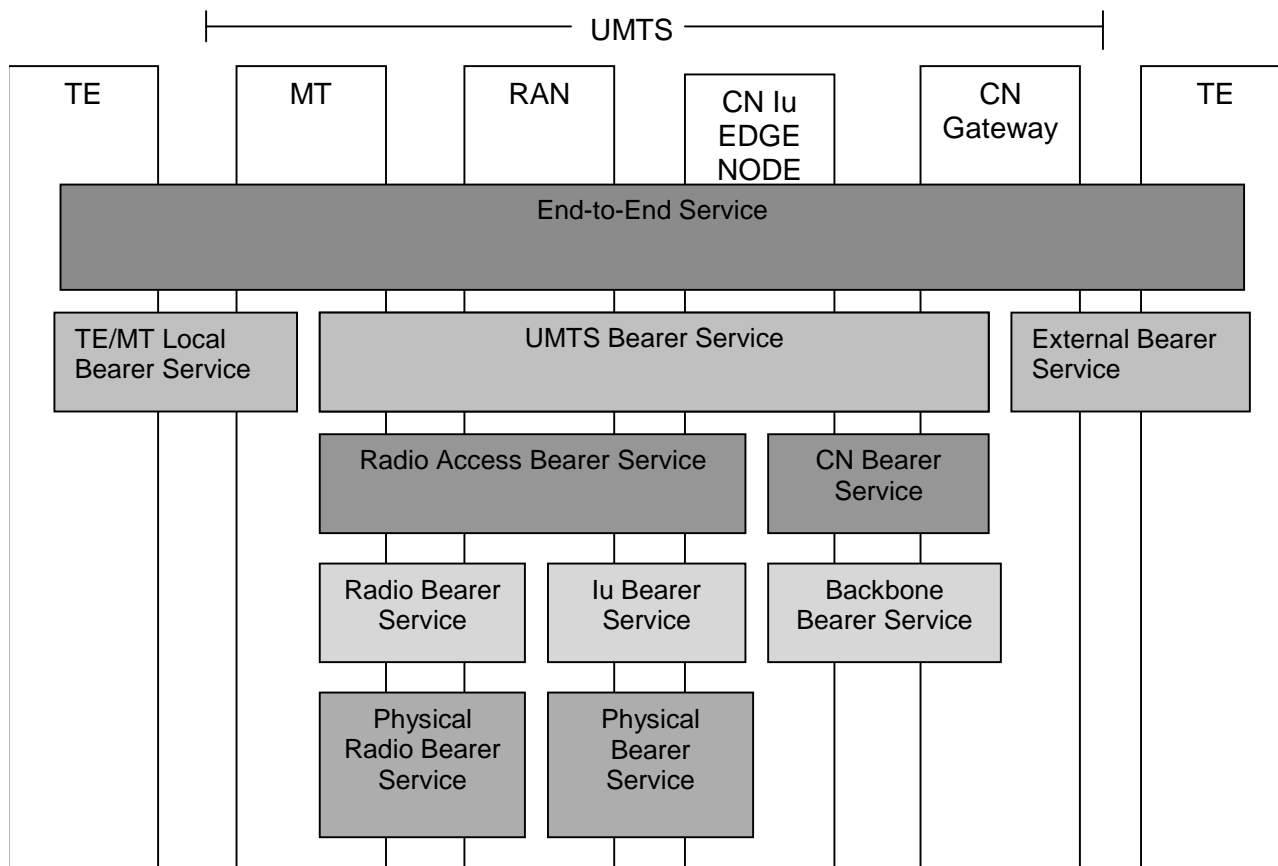 UMTS
TE
MT
RAN
CN Iu
EDGE
NODE
CN
Gateway
TE
End-to-End Service
TE/MT Local
Bearer Service
UMTS Bearer Service
External Bearer
Service
Radio Access Bearer Service
CN Bearer
Service
Radio Bearer
Service
Iu Bearer
Service
Backbone
Bearer Service
Physical
Radio Bearer
Service
Physical
Bearer
Service